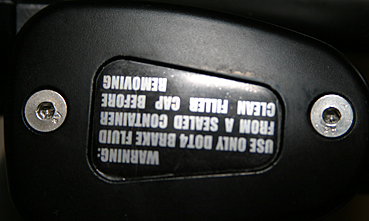 WARNING:
USE ONLY DOT4 BRAKE FLUID
FROM A SEALED CONTAINER
CLEAN FILLER CAP BEFORE
REMOVING